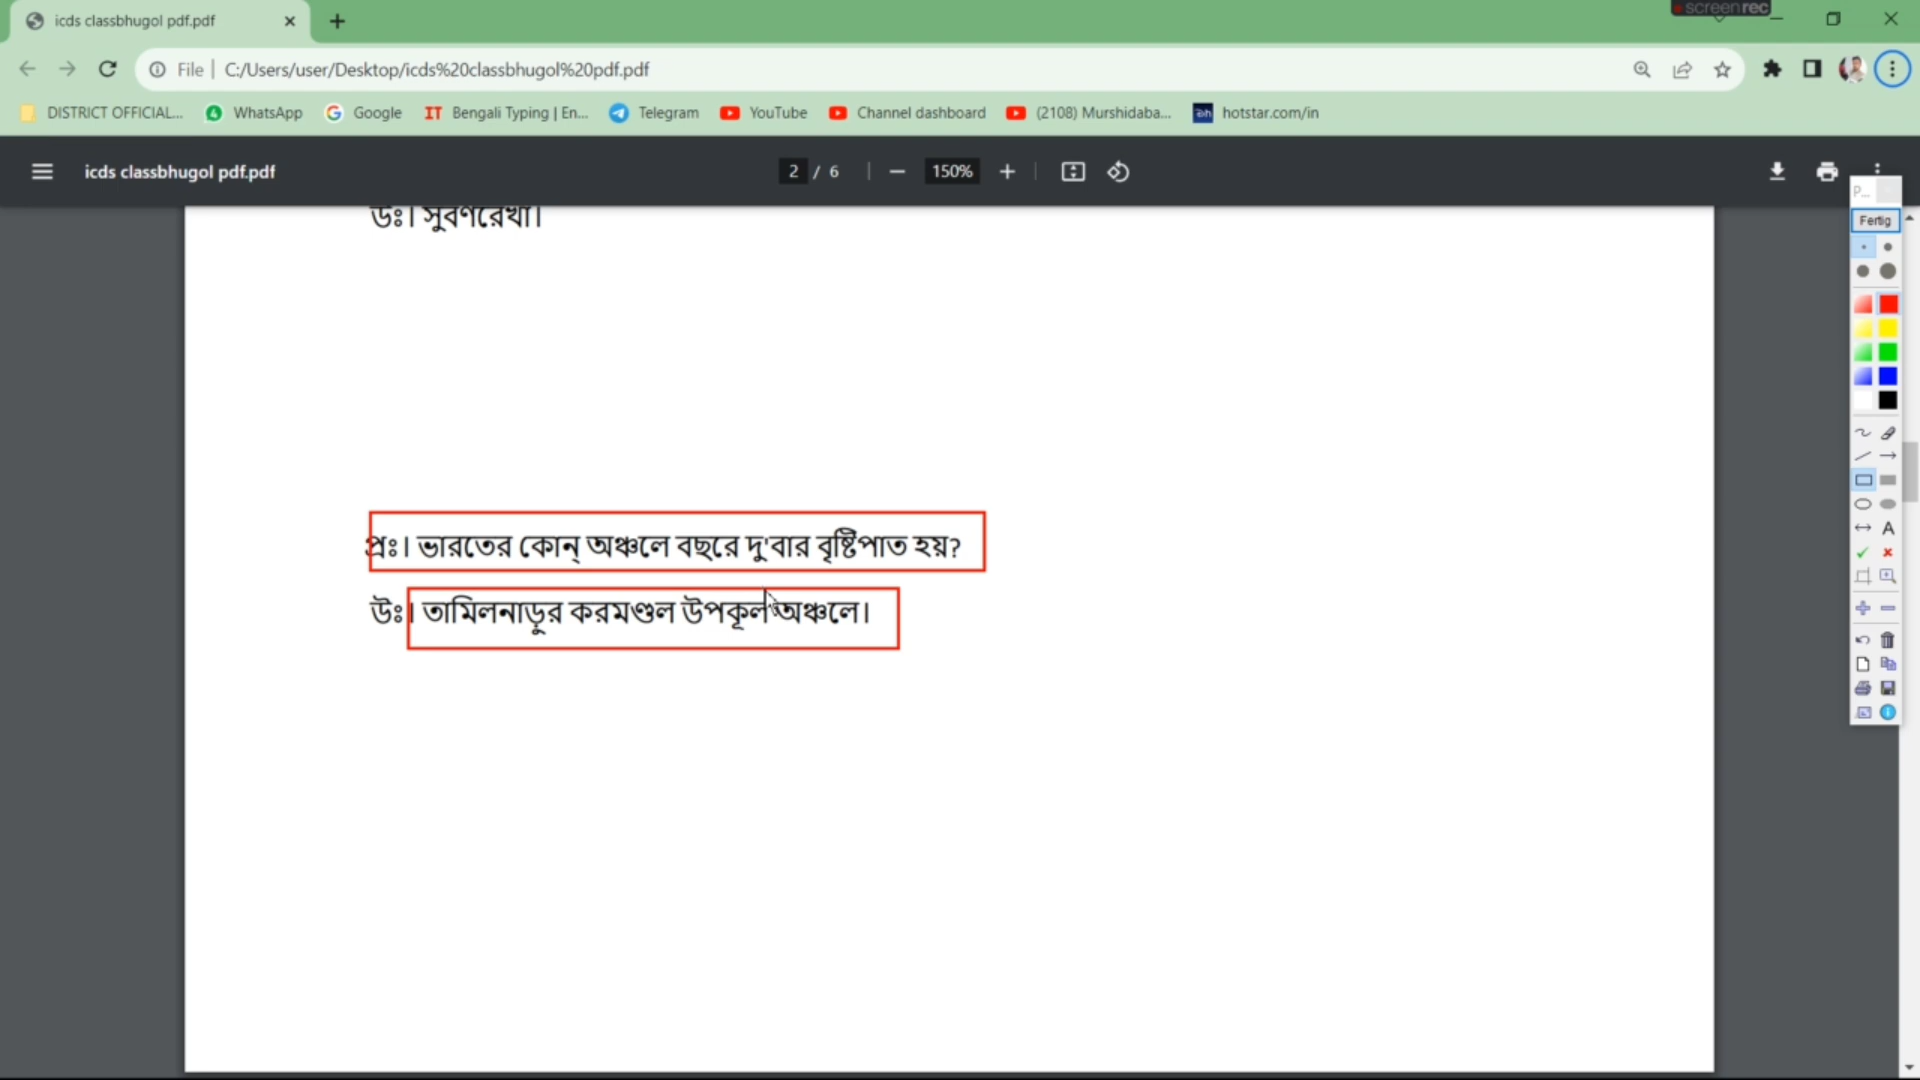 icds classbhugol pdf.pdf
screenrec
File
C:/Users/user/Desktop/icds%20classbhugol%20pdf.pdf
DISTRICT OFFICIAL...
WhatsApp
Google
IT Bengali Typing | En...
Telegram
YouTube
Channel dashboard
(2108) Murshidaba...
hotstar.com/in
icds classbhugol pdf.pdf
2 / 6
150%
P...
Fertig
উঃ। সুবর্ণরেখা।
প্রঃ। ভারতের কোন্ অঞ্চলে বছরে দু'বার বৃষ্টিপাত হয়?
উঃ। তামিলনাড়ুর করমণ্ডল উপকূল অঞ্চলে।